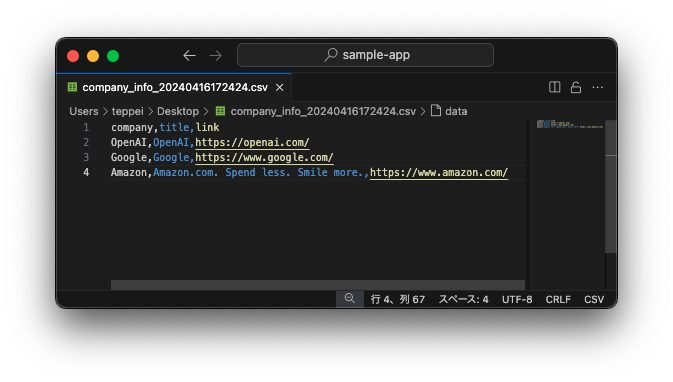 sample-app
company_info_20240416172424.csv
Users > teppei > Desktop > company_info_20240416172424.csv > data
1 company,title,link
2 OpenAI,OpenAI,https://openai.com/
3 Google,Google,https://www.google.com/
4 Amazon,Amazon.com. Spend less. Smile more.,https://www.amazon.com/
行 4、列 67 スペース: 4 UTF-8 CRLF CSV